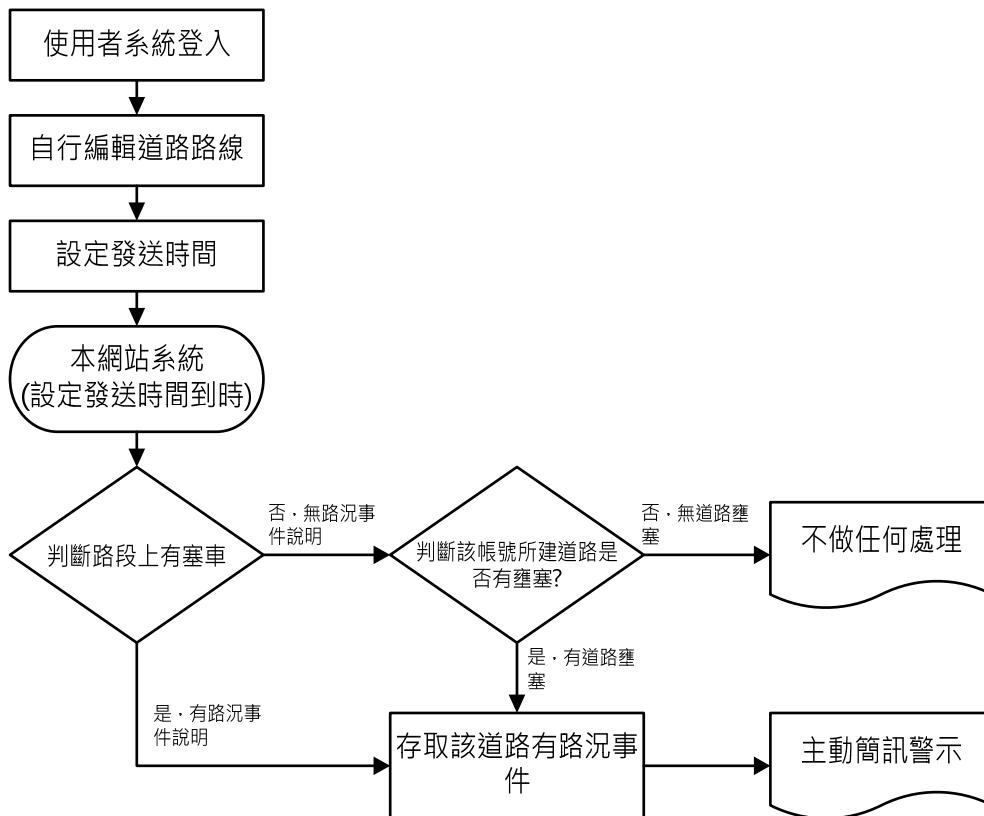 使用者系統登入
自行編輯道路路線
設定發送時間
本網站系統
(設定發送時間到時)
判斷路段上有塞車
否，無路況事
件說明
判斷該帳號所建道路是
否有壅塞?
否，無道路壅
塞
不做任何處理
是，有道路壅
塞
是，有路況事
件說明
存取該道路有路況事
件
主動簡訊警示